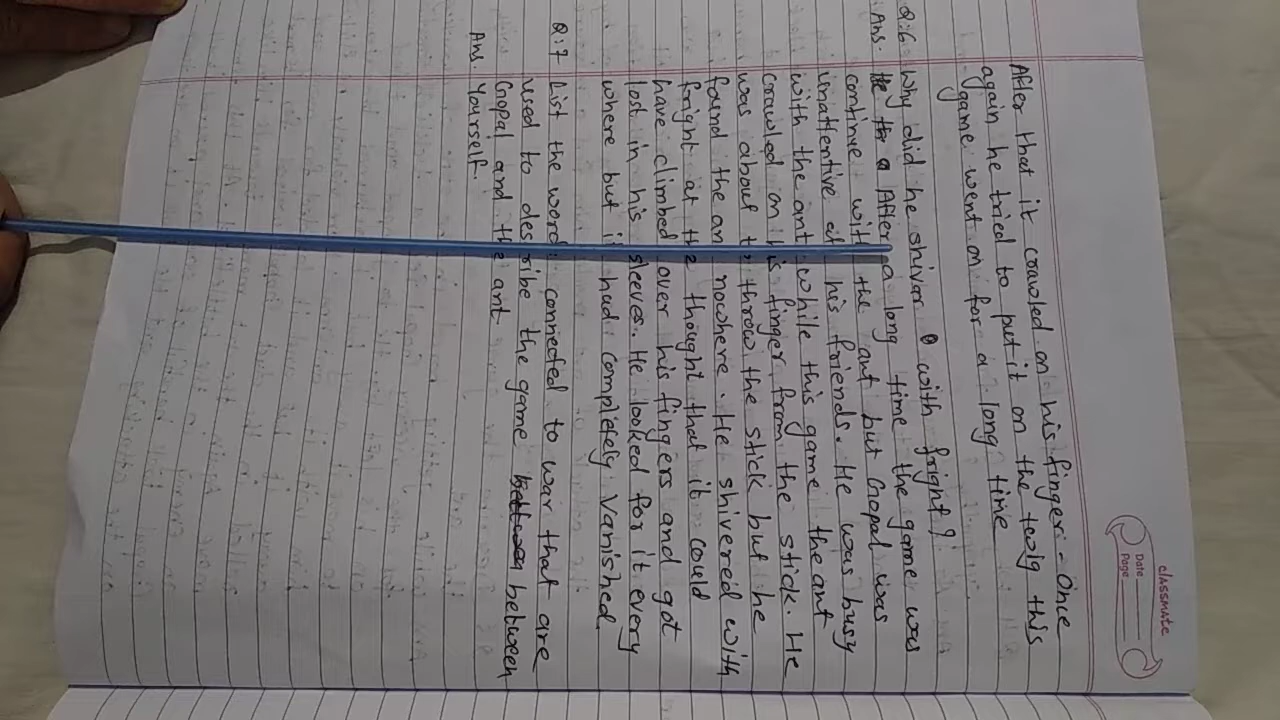 classmate
Date
Page
After that it crawled on his finger. Once
again he tried to put it on the twig this
game went on for a long time
Q.6 Why did he shiver with fright?
Ans. After a long time the game was
continue with the ant but Gopal was
inattentive at his friends. He was busy
with the ant while this game the ant
crawled on his finger from the stick. He
was about to throw the stick but he
found the an nowhere. He shivered with
fright at the thought that it could
have climbed over his fingers and got
lost in his sleeves. He looked for it every
where but it had completely vanished.
Q.7 List the words connected to war that are
used to describe the game between
Gopal and the ant
Ans Yourself.